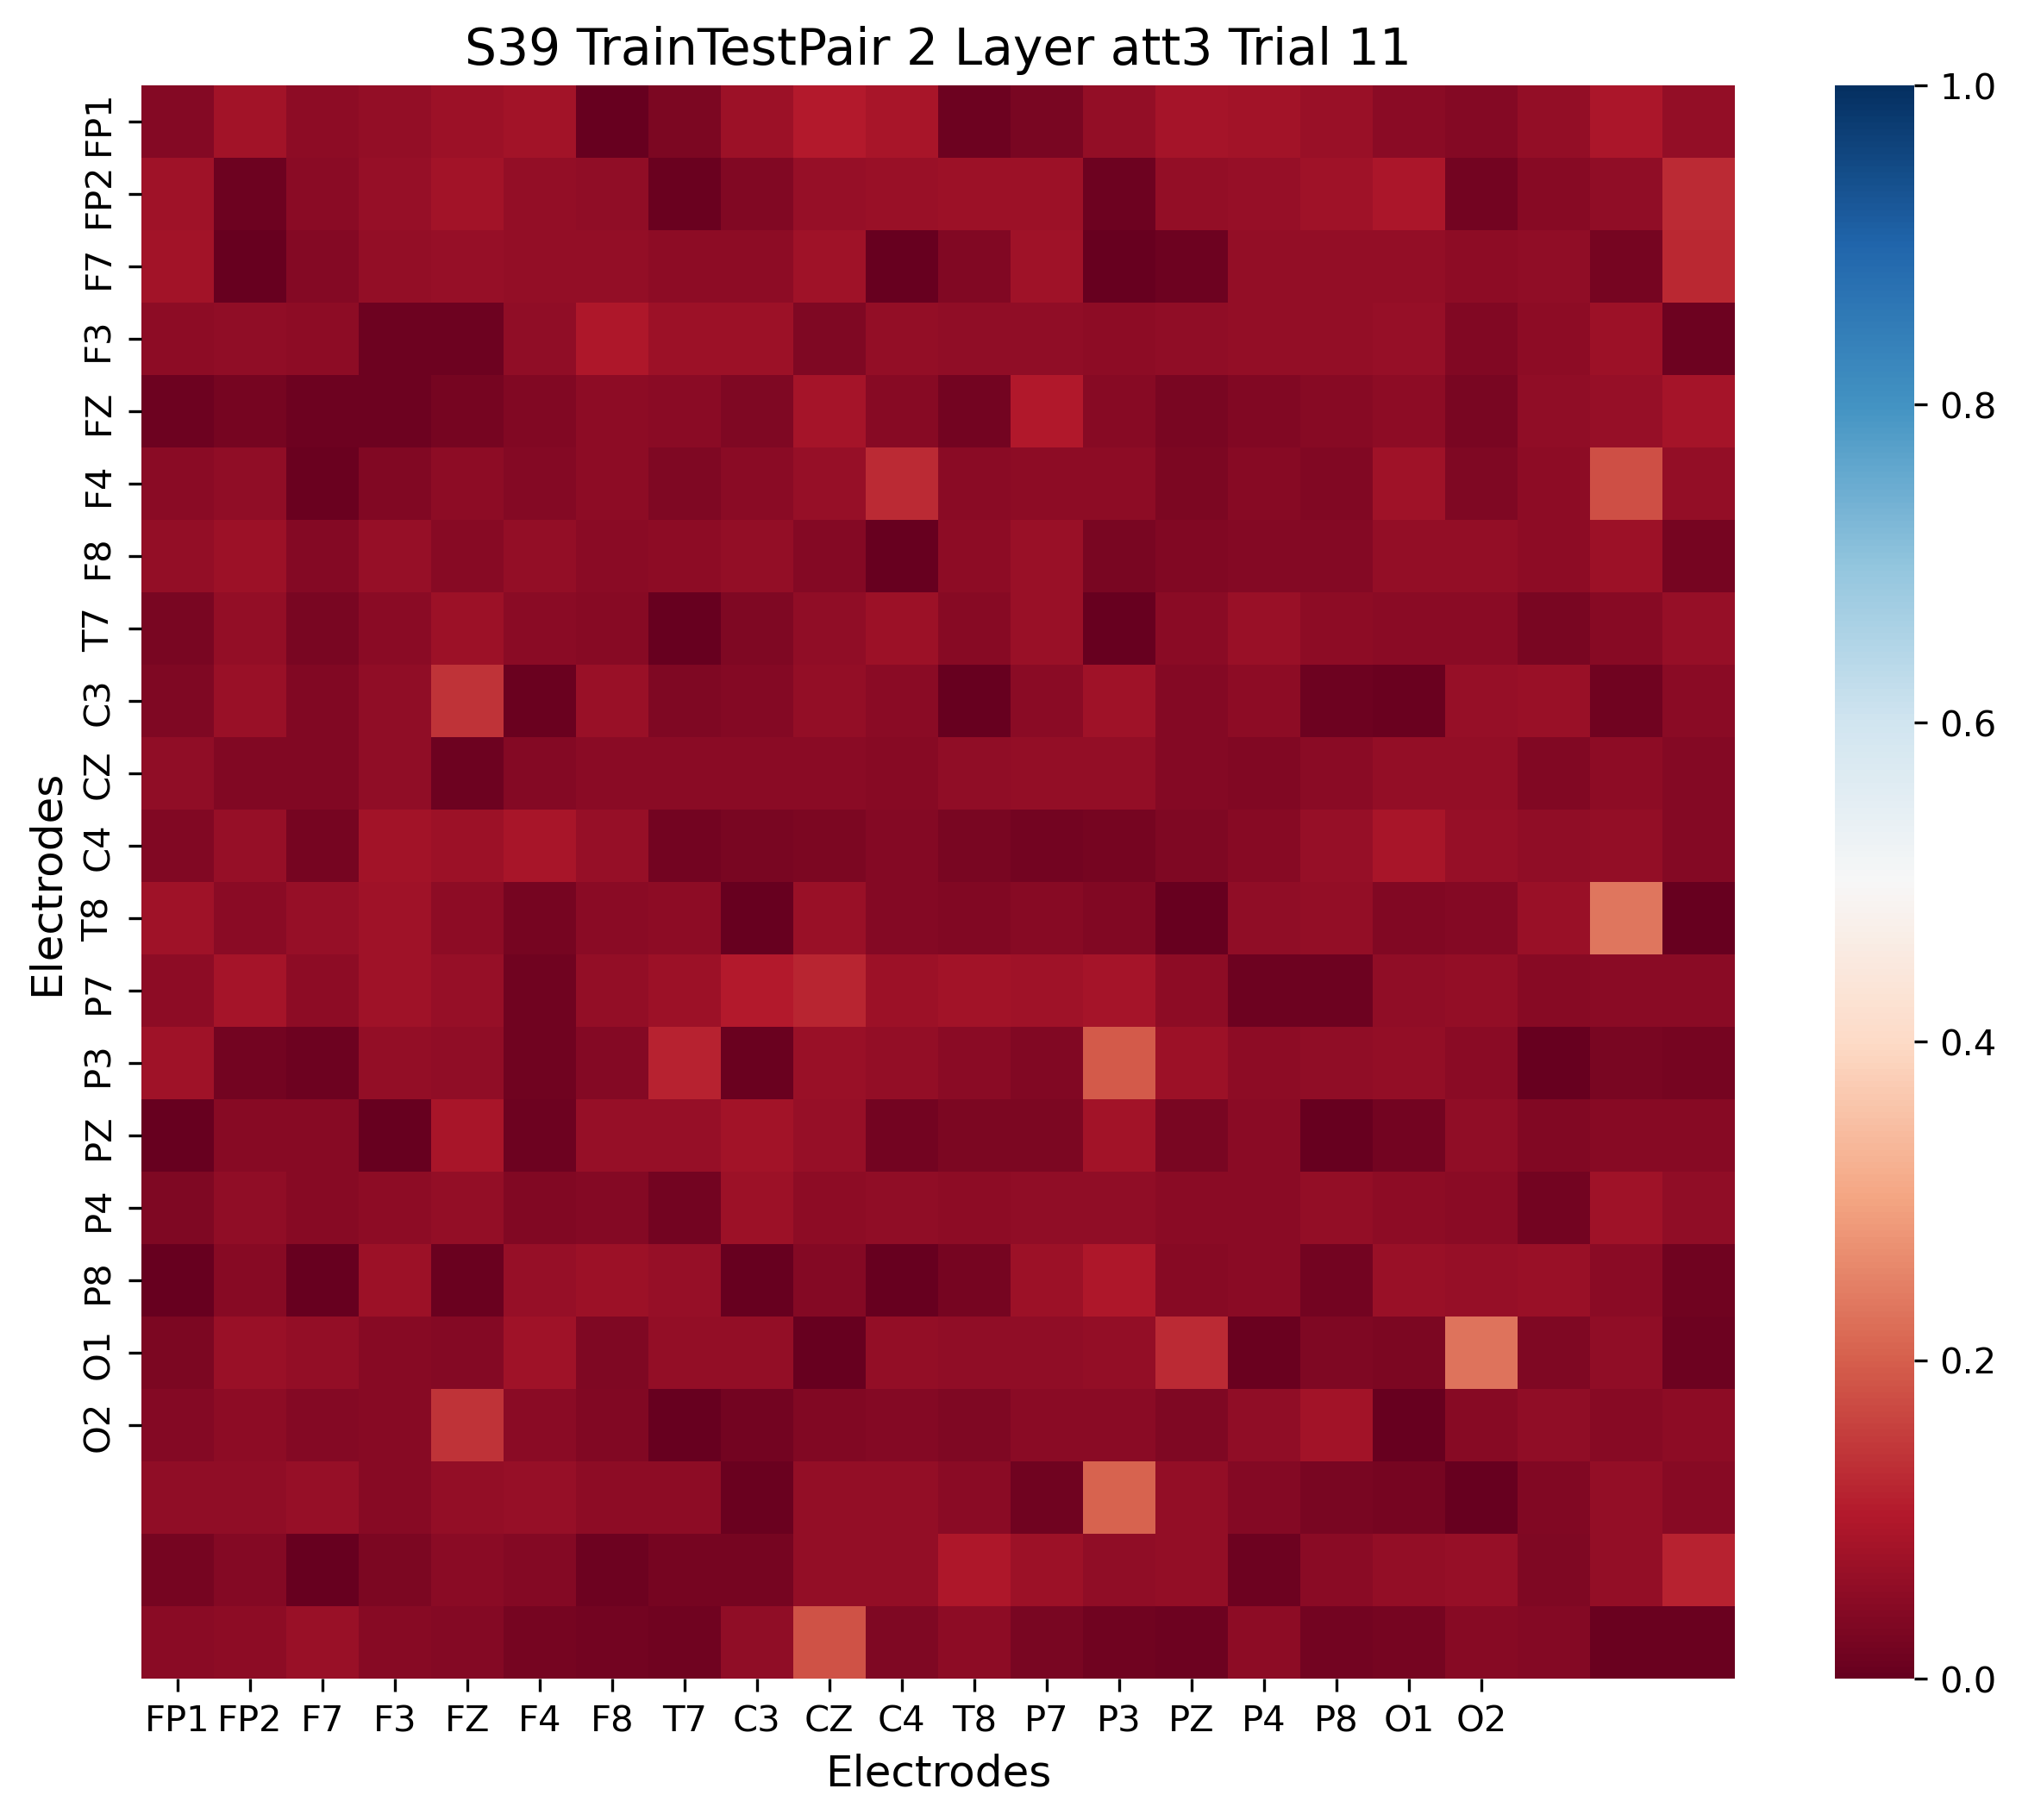 S39 TrainTestPair 2 Layer att3 Trial 11
Electrodes
FP1
FP2
F7
F3
FZ
F4
F8
T7
C3
CZ
C4
T8
P7
P3
PZ
P4
P8
O1
O2
FP1 FP2 F7 F3 FZ F4 F8 T7 C3 CZ C4 T8 P7 P3 PZ P4 P8 O1 O2
Electrodes
1.0
0.8
0.6
0.4
0.2
0.0